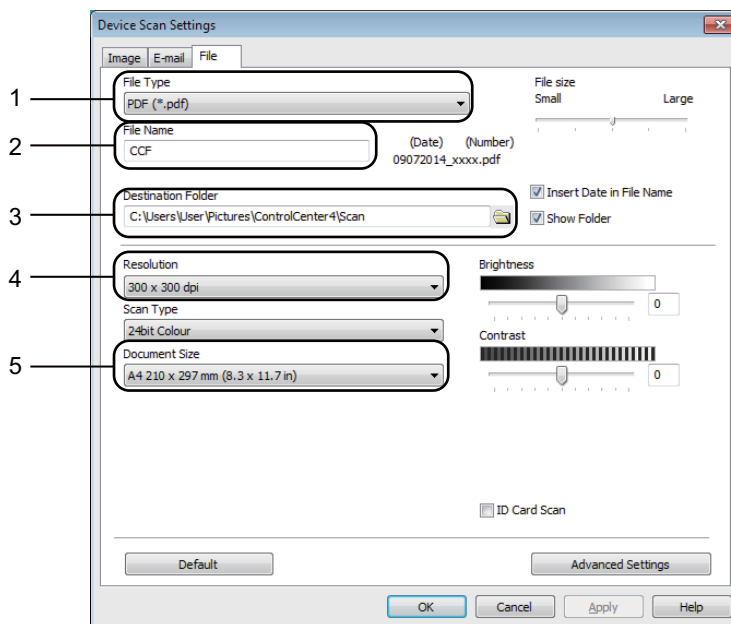 Device Scan Settings
Image E-mail File
1
File Type
PDF (*.pdf)
File size
Small Large
2
File Name
CCF
(Date) (Number)
09072014_xxxx.pdf
3
Destination Folder
C:\Users\User\Pictures\ControlCenter4\Scan
Insert Date in File Name
Show Folder
4
Resolution
300 x 300 dpi
Scan Type
24bit Colour
5
Document Size
A4 210 x 297 mm (8.3 x 11.7 in)
Brightness
0
Contrast
0
ID Card Scan
Default Advanced Settings
OK Cancel Apply Help